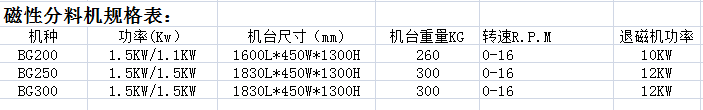 磁性分料机规格表：
机种 功率(Kw) 机台尺寸（mm） 机台重量KG 转速R.P.M 退磁机功率
BG200 1.5KW/1.1KW 1600L*450W*1300H 260 0-16 10KW
BG250 1.5KW/1.5KW 1830L*450W*1300H 300 0-16 12KW
BG300 1.5KW/1.5KW 1830L*450W*1300H 300 0-16 12KW